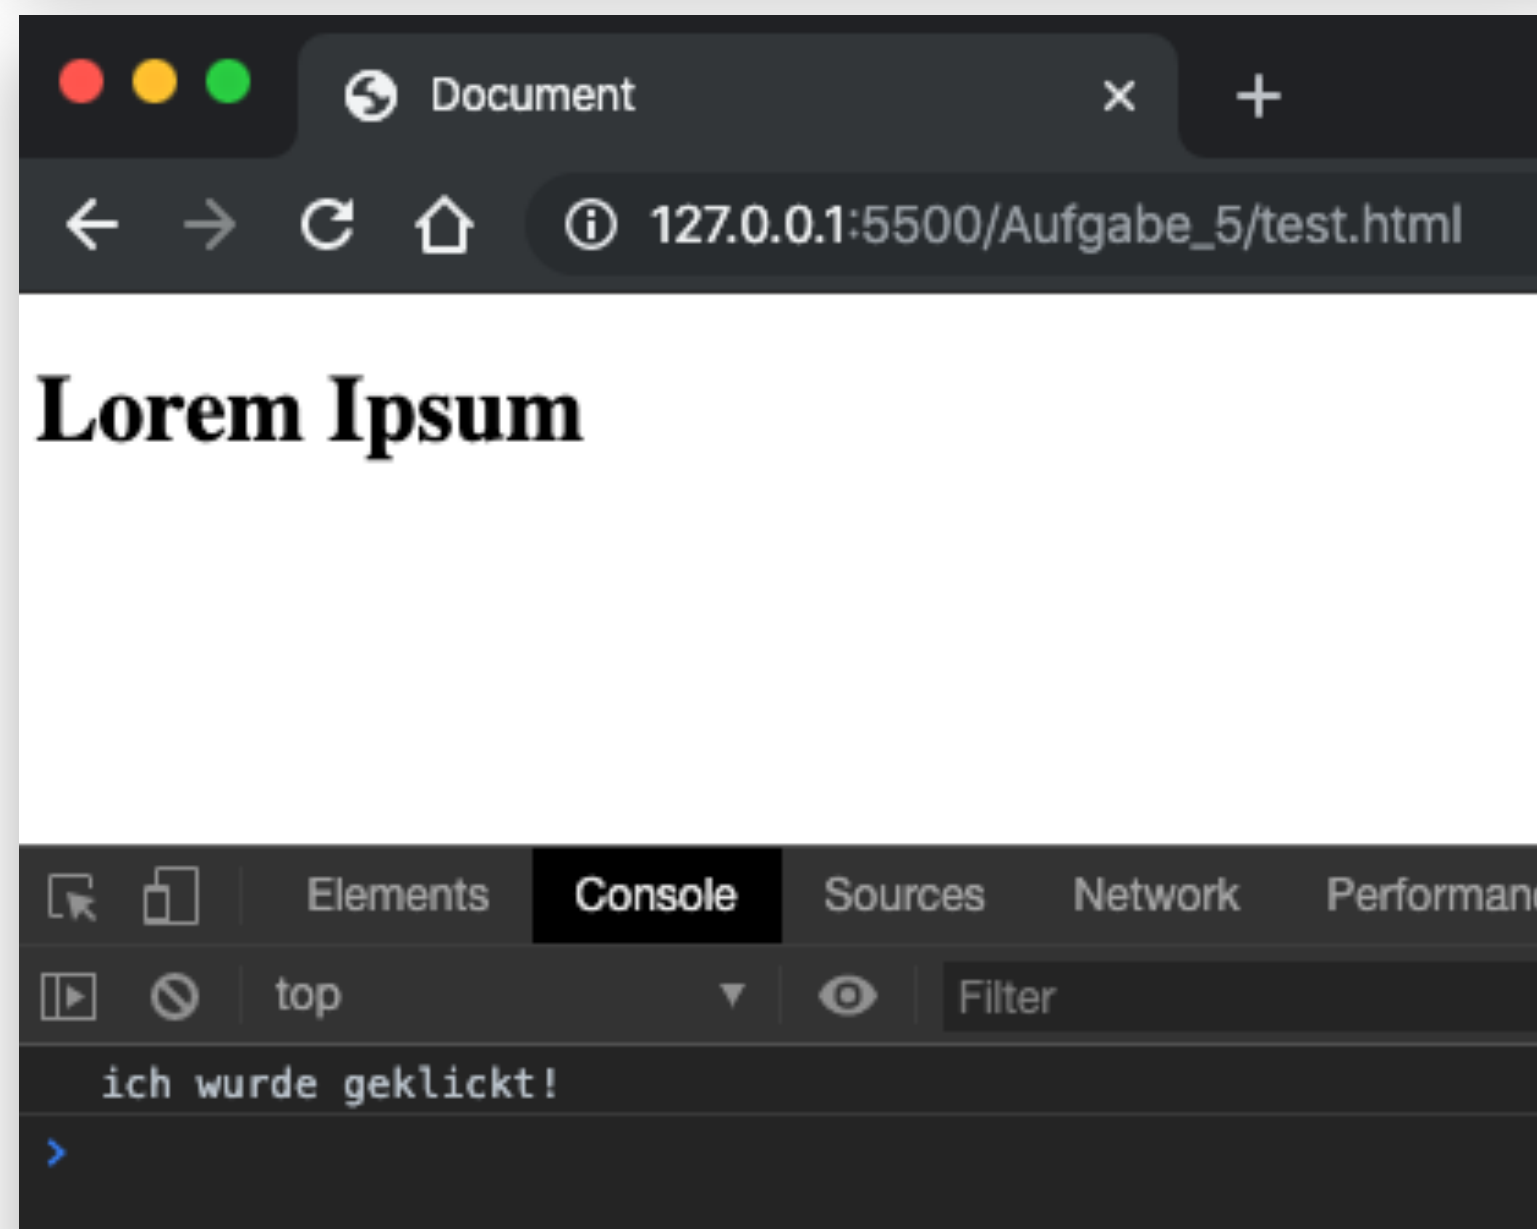 Document
127.0.0.1:5500/Aufgabe_5/test.html
Lorem Ipsum
Elements Console Sources Network Performanc
top Filter
ich wurde geklickt!